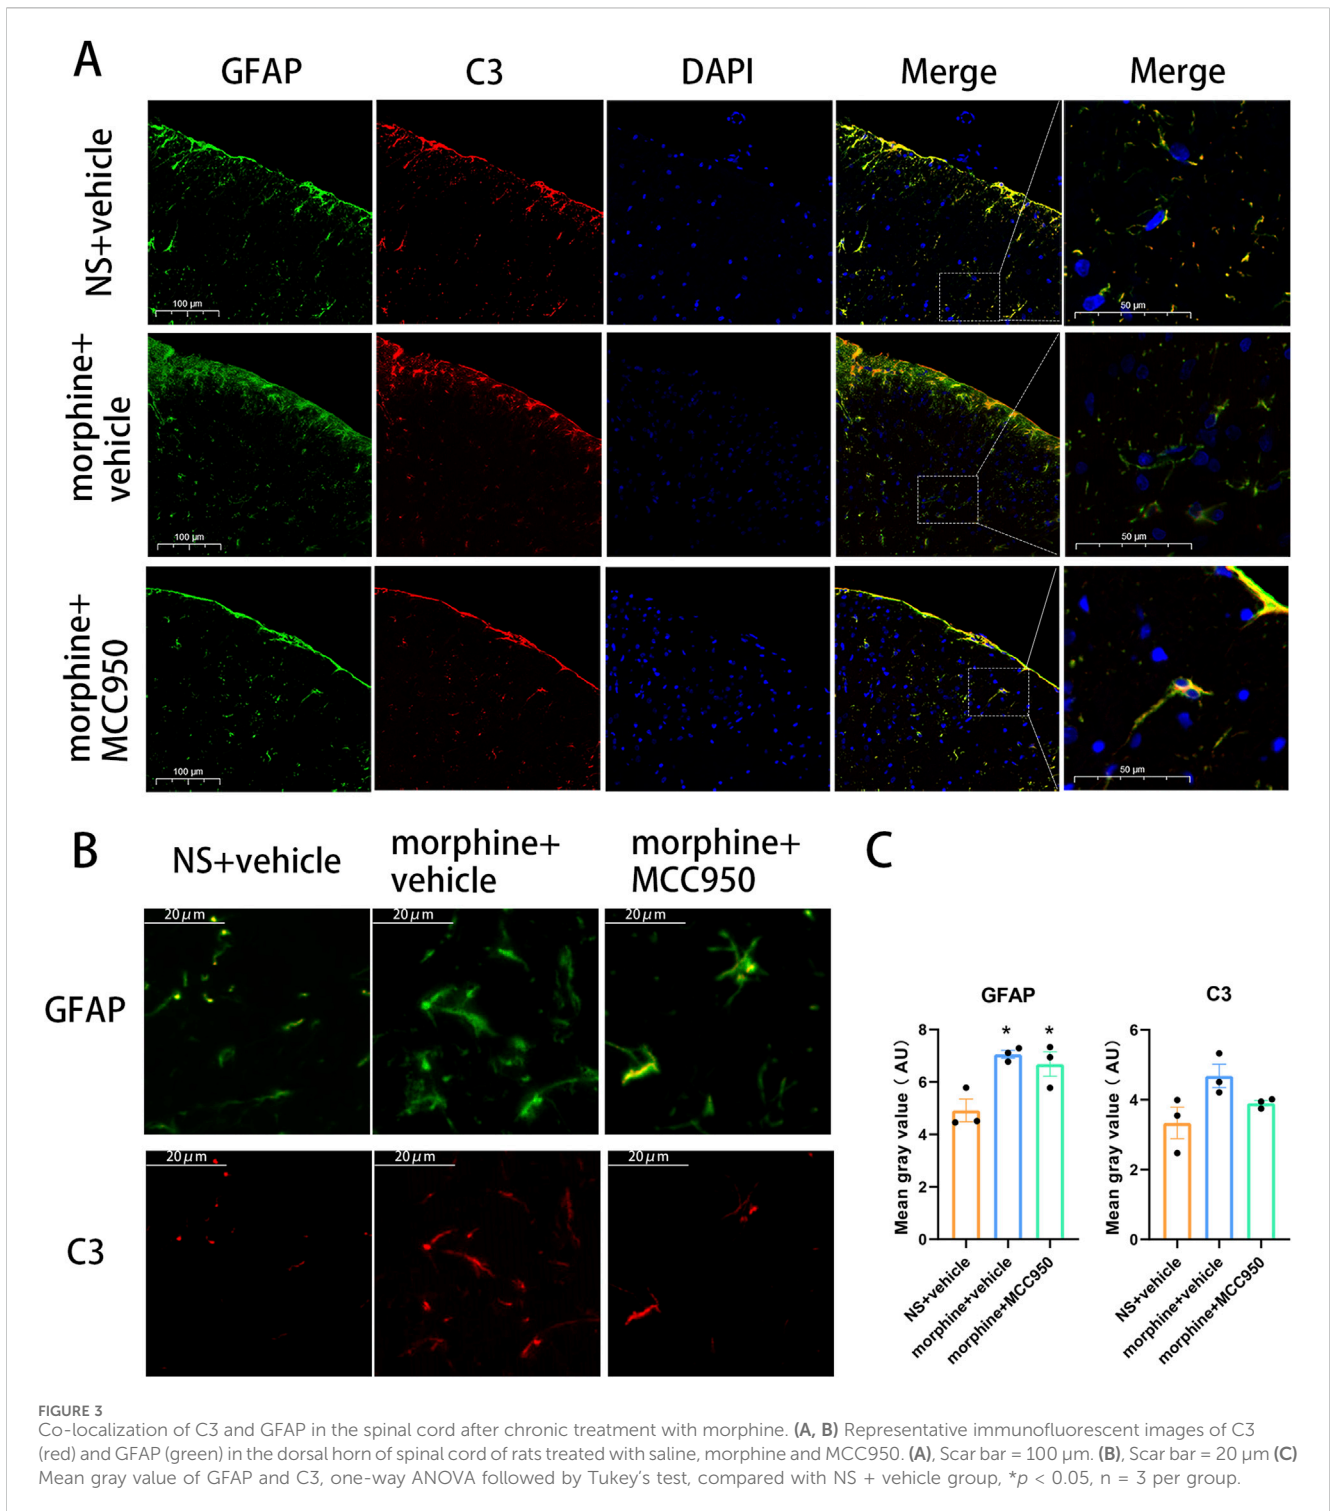 A
GFAP
C3
DAPI
Merge
Merge
NS+vehicle
100 μm
50 μm
morphine+
vehicle
100 μm
50 μm
morphine+
MCC950
100 μm
50 μm
B
NS+vehicle
morphine+
vehicle
morphine+
MCC950
GFAP
20μm
20μm
20μm
C3
20μm
20μm
20μm
C
GFAP
Mean gray value ( AU)
8
6
4
2
0
*
*
NS+vehicle
morphine+vehicle
morphine+MCC950
C3
Mean gray value ( AU)
6
4
2
0
NS+vehicle
morphine+vehicle
morphine+MCC950
FIGURE 3
Co-localization of C3 and GFAP in the spinal cord after chronic treatment with morphine. (A, B) Representative immunofluorescent images of C3
(red) and GFAP (green) in the dorsal horn of spinal cord of rats treated with saline, morphine and MCC950. (A), Scar bar = 100 μm. (B), Scar bar = 20 μm (C)
Mean gray value of GFAP and C3, one-way ANOVA followed by Tukey's test, compared with NS + vehicle group, *p < 0.05, n = 3 per group.